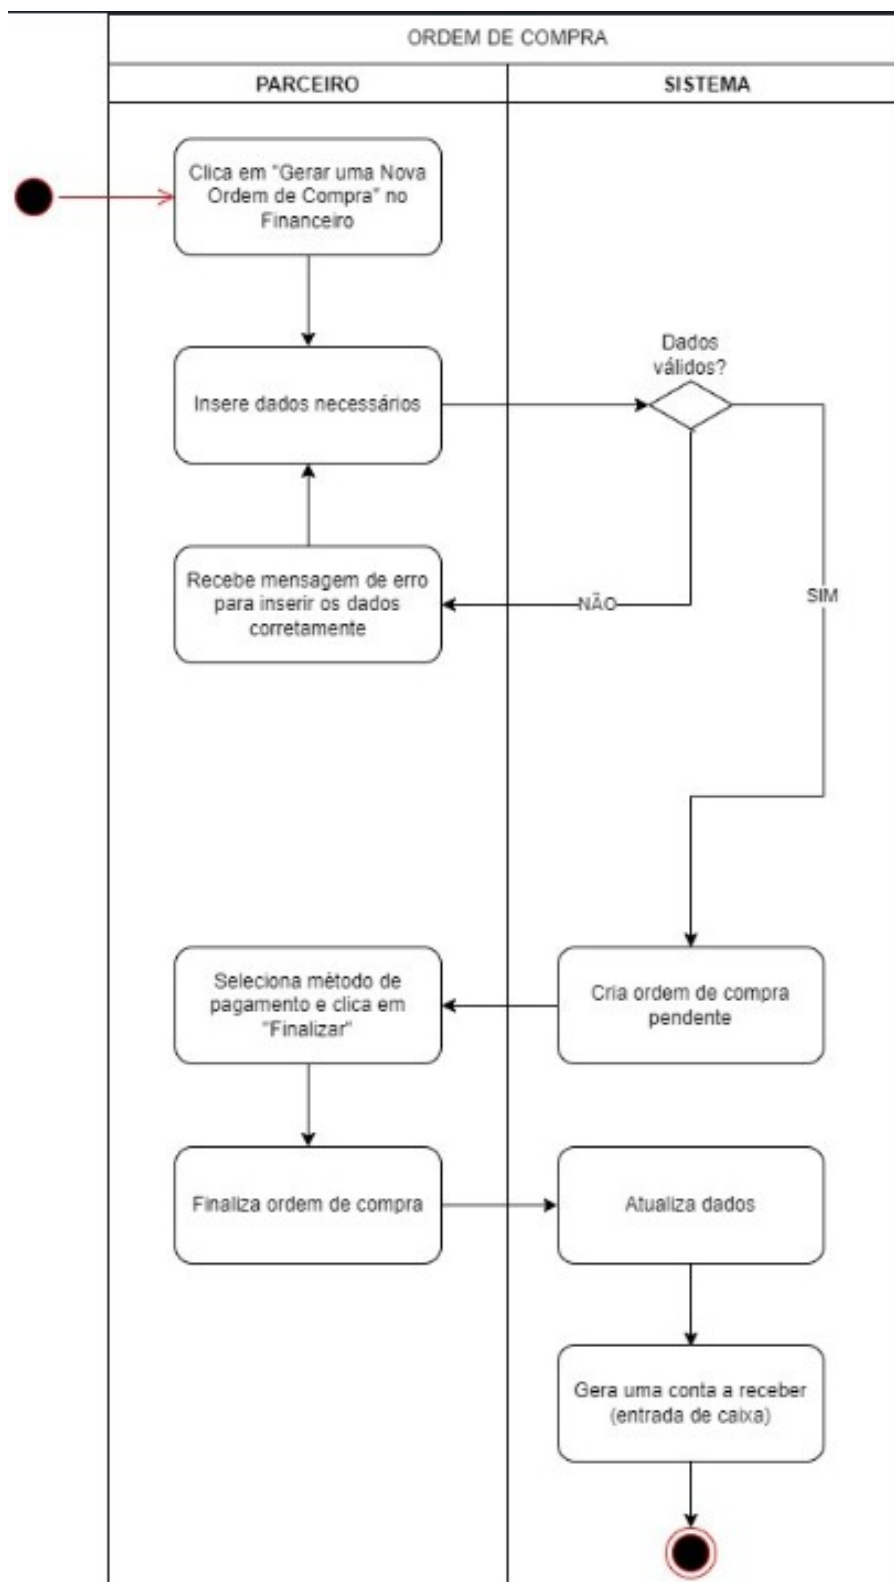 ORDEM DE COMPRA
PARCEIRO
SISTEMA
Clica em "Gerar uma Nova
Ordem de Compra" no
Financeiro
Insere dados necessários
Dados
válidos?
Recebe mensagem de erro
para inserir os dados
corretamente
NÃO
SIM
Seleciona método de
pagamento e clica em
"Finalizar"
Cria ordem de compra
pendente
Finaliza ordem de compra
Atualiza dados
Gera uma conta a receber
(entrada de caixa)